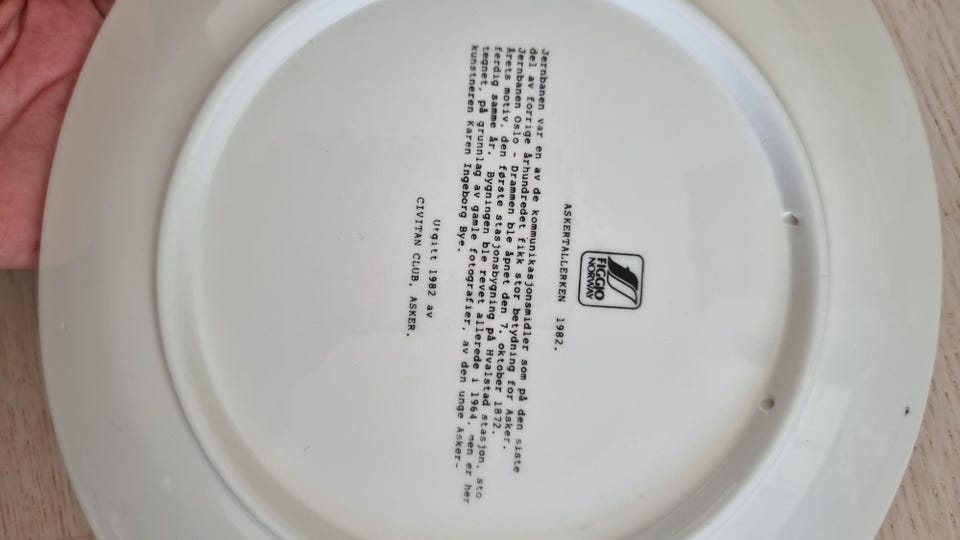 FIGGJO
NORWAY
ASKERTALLERKEN 1982.
Jernbanen var en av de kommunikasjonsmidler som på den siste
del av forrige århundredet fikk stor betydning for Asker.
Jernbanen Oslo - Drammen ble åpnet den 7. oktober 1872.
Årets motiv, den første stasjonsbygning på Hvalstad stasjon, sto
ferdig samme år. Bygningen ble revet allerede i 1964, men er her
tegnet, på grunnlag av gamle fotografier, av den unge Asker-
kunstneren Karen Ingeborg Bye.
Utgitt 1982 av
CIVITAN CLUB, ASKER.